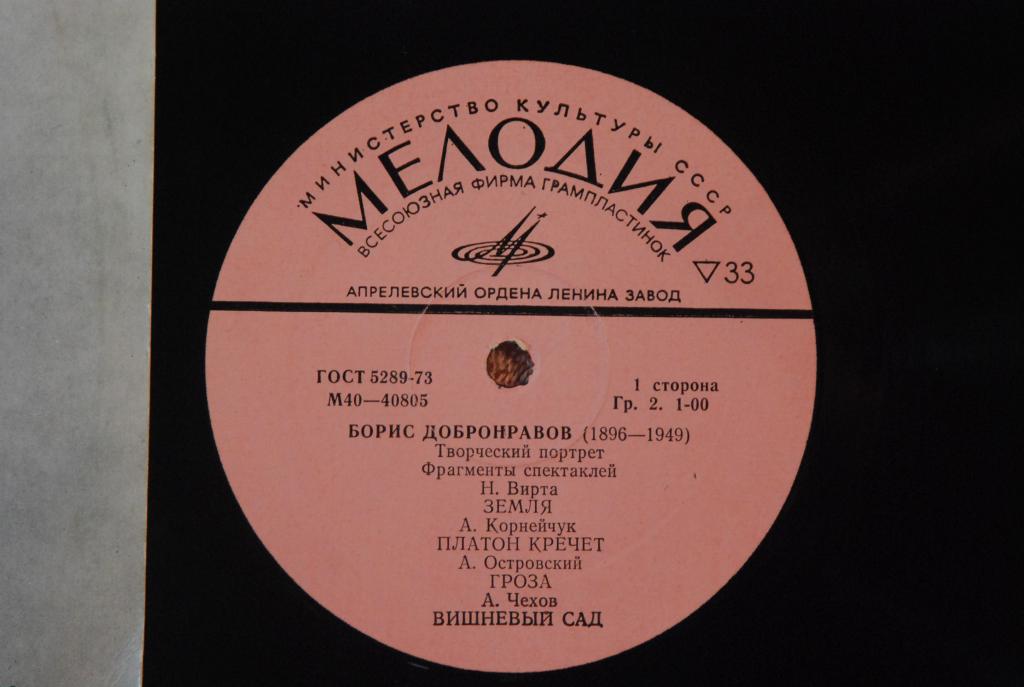 МИНИСТЕРСТВО КУЛЬТУРЫ СССР
МЕЛОДИЯ
ВСЕСОЮЗНАЯ ФИРМА ГРАМПЛАСТИНОК
33
АПРЕЛЕВСКИЙ ОРДЕНА ЛЕНИНА ЗАВОД
ГОСТ 5289-73
М40—40805
1 сторона
Гр. 2. 1-00
БОРИС ДОБРОНРАВОВ (1896—1949)
Творческий портрет
Фрагменты спектаклей
Н. Вирта
ЗЕМЛЯ
А. Корнейчук
ПЛАТОН КРЕЧЕТ
А. Островский
ГРОЗА
А. Чехов
ВИШНЕВЫЙ САД